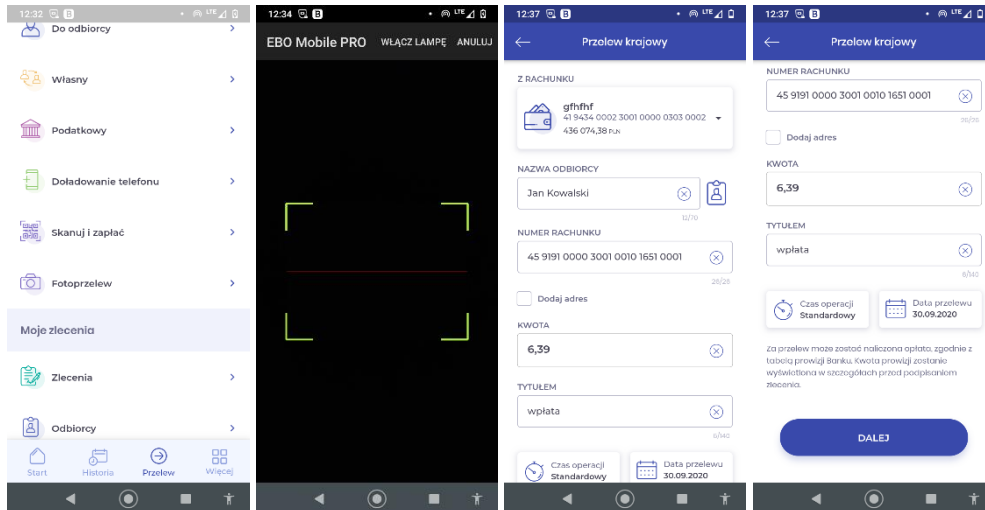 12:32
LTE
Do odbiorcy
Własny
Podatkowy
Doładowanie telefonu
Skanuj i zapłać
Fotoprzelew
Moje zlecenia
Zlecenia
Odbiorcy
Start Historia Przelew Więcej
12:34 B
LTE
EBO Mobile PRO WŁĄCZ LAMPĘ ANULUJ
12:37 B
LTE
Przelew krajowy
Z RACHUNKU
gfhfhf
41 9434 0002 3001 0000 0303 0002
436 074,38 PLN
NAZWA ODBIORCY
Jan Kowalski
12/70
NUMER RACHUNKU
45 9191 0000 3001 0010 1651 0001
26/26
Dodaj adres
KWOTA
6,39
TYTUŁEM
wpłata
6/140
Czas operacji
Standardowy
Data przelewu
30.09.2020
12:37 B
LTE
Przelew krajowy
NUMER RACHUNKU
45 9191 0000 3001 0010 1651 0001
26/26
Dodaj adres
KWOTA
6,39
TYTUŁEM
wpłata
6/140
Czas operacji
Standardowy
Data przelewu
30.09.2020
Za przelew może zostać naliczona opłata, zgodnie z
tabelą prowizji Banku. Kwota prowizji zostanie
wyświetlona w szczegółach przed podpisaniem
zlecenia.
DALEJ